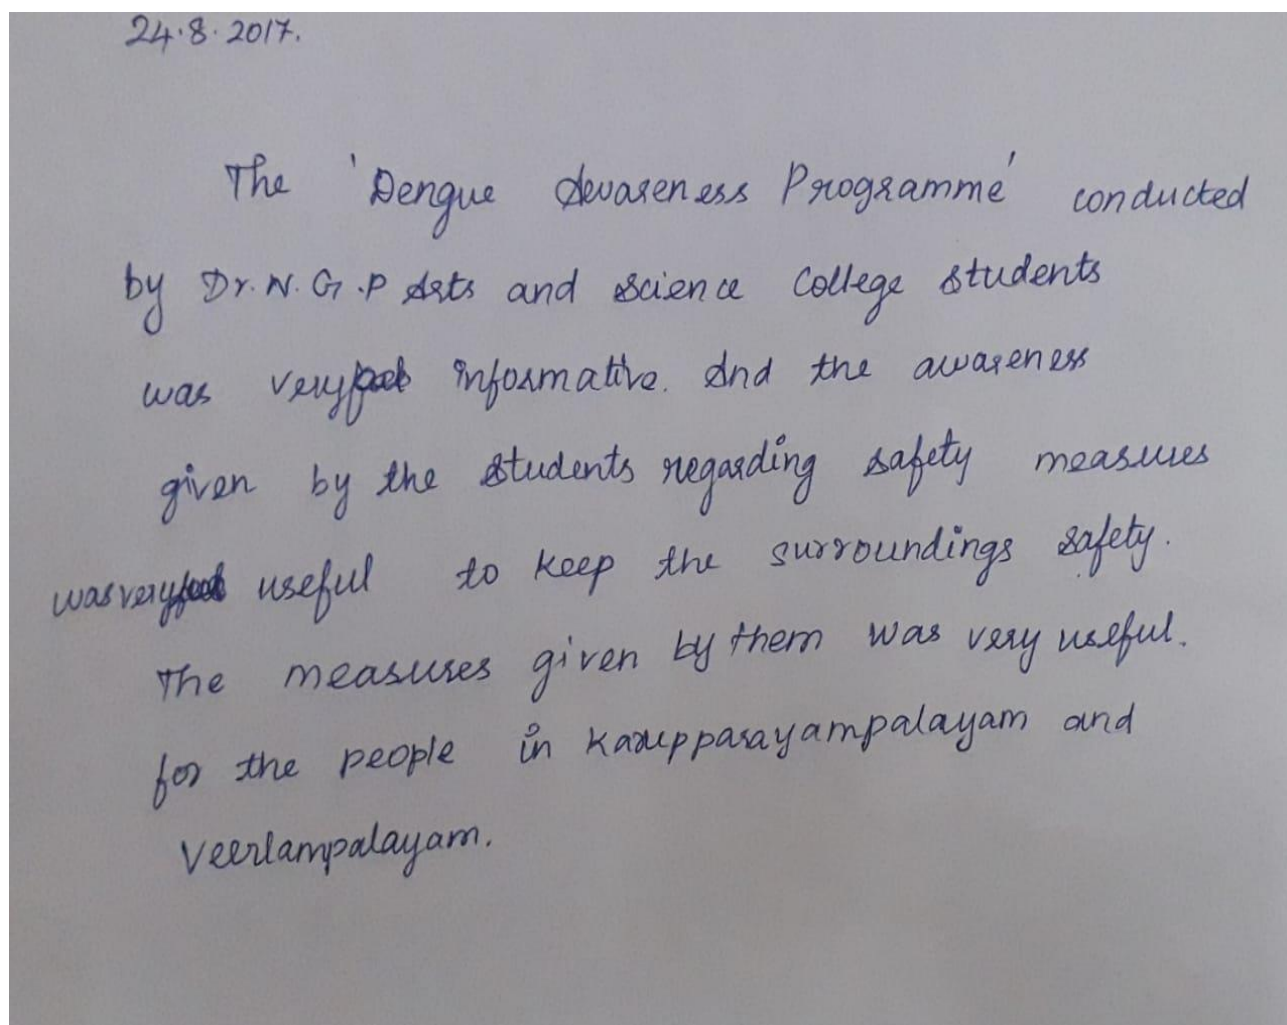 24.8.2017.
The 'Dengue Awareness Programme' conducted
by Dr. N. G. P Arts and Science College Students
was very informative. And the awareness
given by the students regarding safety measures
was very useful to keep the surroundings safety.
The measures given by them was very useful.
for the people in Karupparayampalayam and
Veerlampalayam.